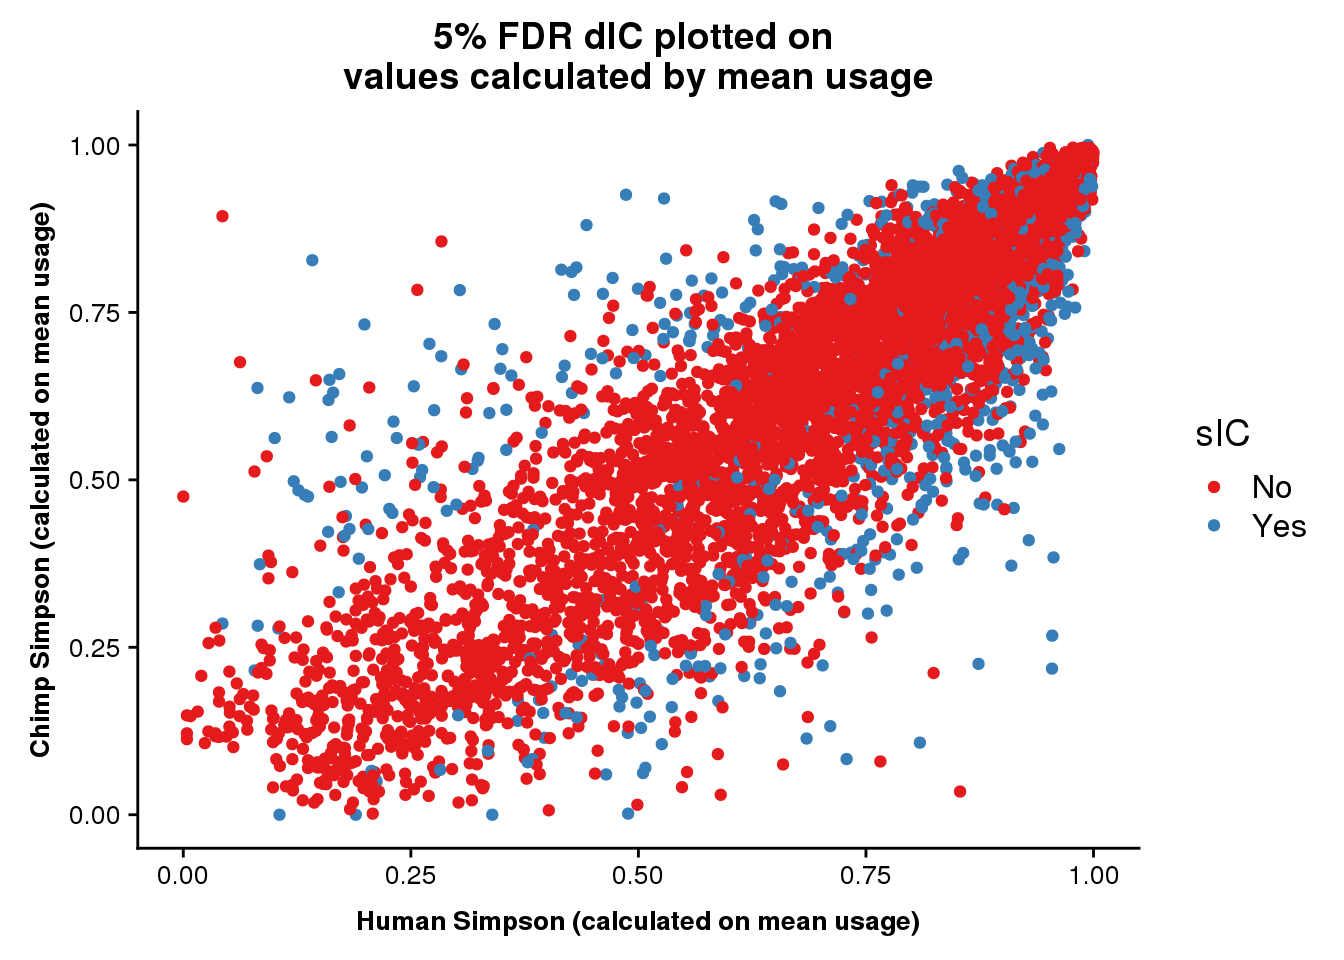 5% FDR dIC plotted on
values calculated by mean usage
Chimp Simpson (calculated on mean usage)
1.00
0.75
0.50
0.25
0.00
0.00
0.25
0.50
0.75
1.00
Human Simpson (calculated on mean usage)
sIC
No
Yes